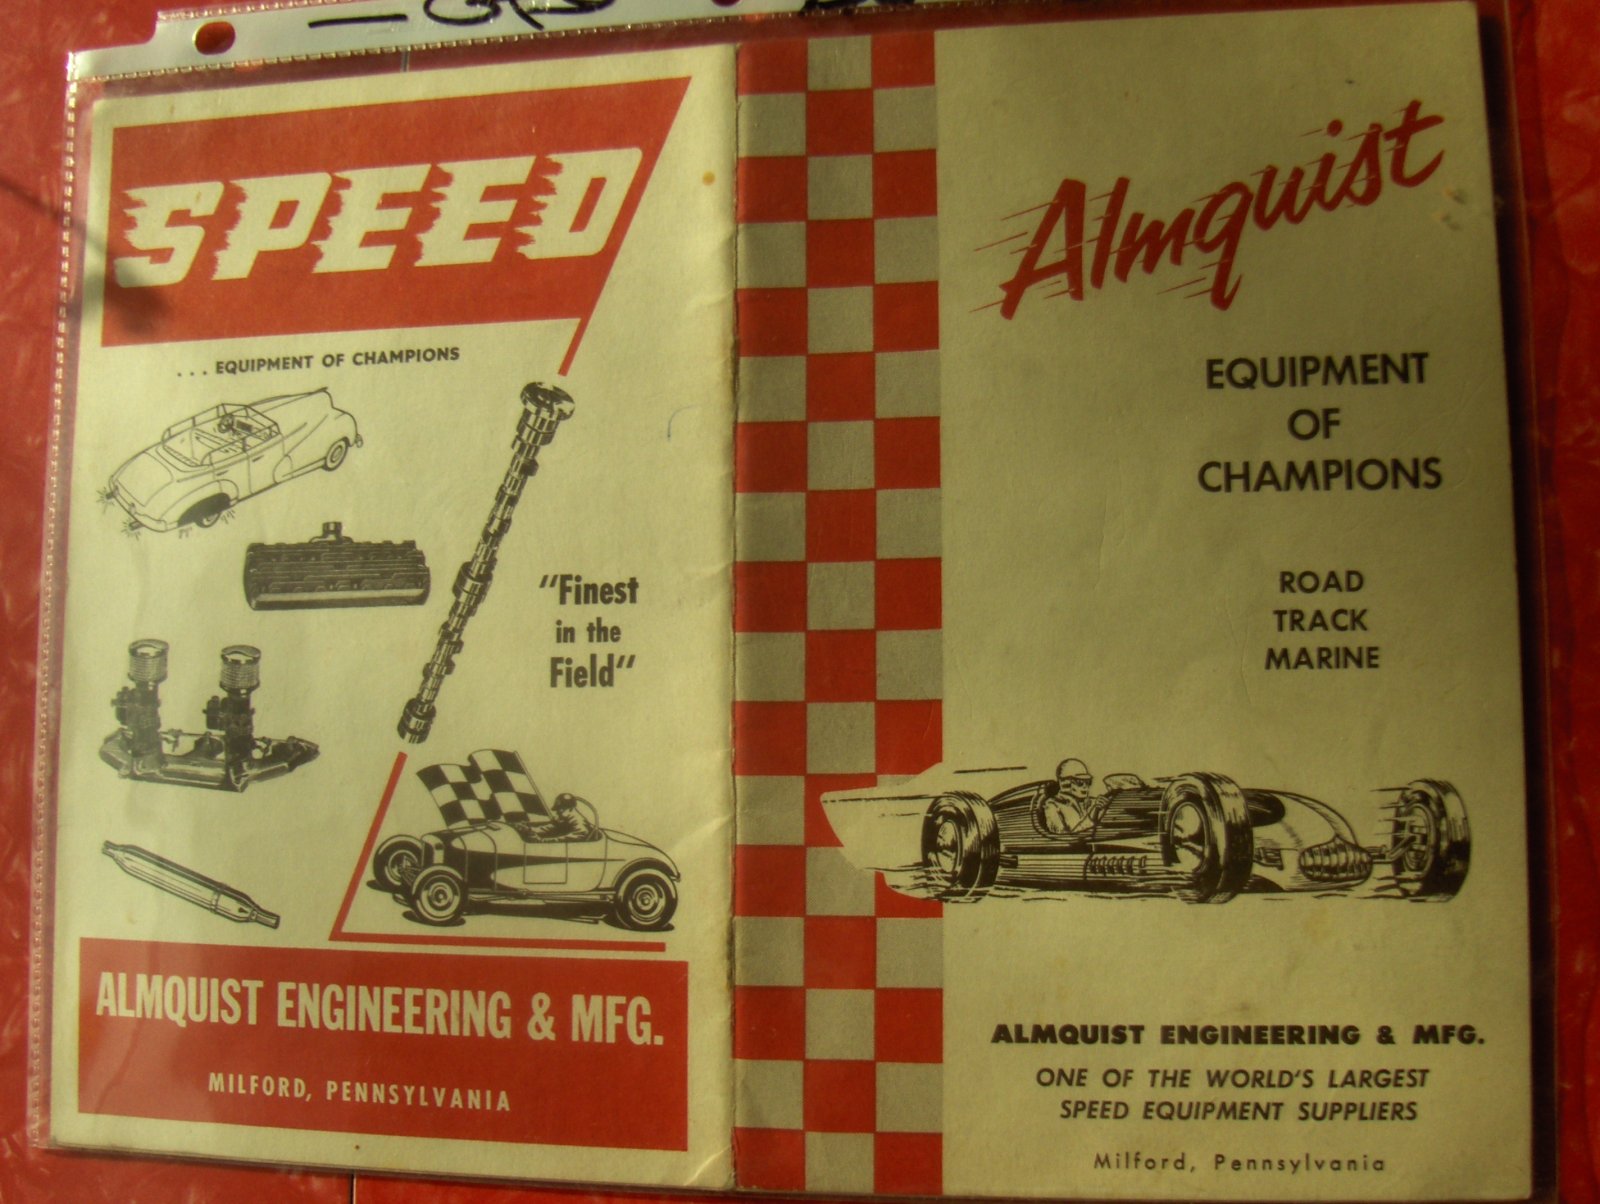 SPEED
. . . EQUIPMENT OF CHAMPIONS
"Finest
in the
Field"
ALMQUIST ENGINEERING & MFG.
MILFORD, PENNSYLVANIA
Almquist
EQUIPMENT
OF
CHAMPIONS
ROAD
TRACK
MARINE
ALMQUIST ENGINEERING & MFG.
ONE OF THE WORLD'S LARGEST
SPEED EQUIPMENT SUPPLIERS
Milford, Pennsylvania